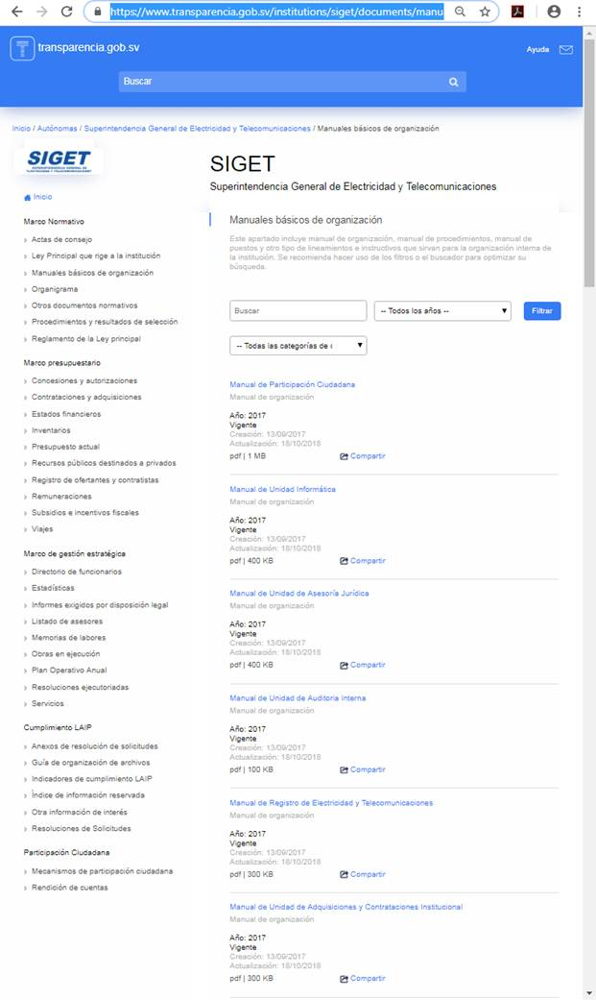 https://www.transparencia.gob.sv/institutions/siget/documents/manu
transparencia.gob.sv
Ayuda
Buscar
Inicio / Autónomas / Superintendencia General de Electricidad y Telecomunicaciones / Manuales básicos de organización
SIGET
SUPERINTENDENCIA GENERAL DE
ELECTRICIDAD Y TELECOMUNICACIONES
Inicio
Marco Normativo
Actas de consejo
Ley Principal que rige a la institución
Manuales básicos de organización
Organigrama
Otros documentos normativos
Procedimientos y resultados de selección
Reglamento de la Ley principal
Marco presupuestario
Concesiones y autorizaciones
Contrataciones y adquisiciones
Estados financieros
Inventarios
Presupuesto actual
Recursos públicos destinados a privados
Registro de ofertantes y contratistas
Remuneraciones
Subsidios e incentivos fiscales
Viajes
Marco de gestión estratégica
Directorio de funcionarios
Estadísticas
Informes exigidos por disposición legal
Listado de asesores
Memorias de labores
Obras en ejecución
Plan Operativo Anual
Resoluciones ejecutoriadas
Servicios
Cumplimiento LAIP
Anexos de resolución de solicitudes
Guía de organización de archivos
Indicadores de cumplimiento LAIP
Índice de información reservada
Otra información de interés
Resoluciones de Solicitudes
Participación Ciudadana
Mecanismos de participación ciudadana
Rendición de cuentas
SIGET
Superintendencia General de Electricidad y Telecomunicaciones
Manuales básicos de organización
Este apartado incluye manual de organización, manual de procedimientos, manual de
puestos y otro tipo de lineamientos e instructivos que sirvan para la organización interna de
la institución. Se recomienda hacer uso de los filtros o el buscador para optimizar su
búsqueda.
Buscar
-- Todos los años --
Filtrar
-- Todas las categorías de c
Manual de Participación Ciudadana
Manual de organización
Año: 2017
Vigente
Creación: 13/09/2017
Actualización: 18/10/2018
pdf | 1 MB
Compartir
Manual de Unidad Informática
Manual de organización
Año: 2017
Vigente
Creación: 13/09/2017
Actualización: 18/10/2018
pdf | 400 KB
Compartir
Manual de Unidad de Asesoría Jurídica
Manual de organización
Año: 2017
Vigente
Creación: 13/09/2017
Actualización: 18/10/2018
pdf | 400 KB
Compartir
Manual de Unidad de Auditoria Interna
Manual de organización
Año: 2017
Vigente
Creación: 13/09/2017
Actualización: 18/10/2018
pdf | 100 KB
Compartir
Manual de Registro de Electricidad y Telecomunicaciones
Manual de organización
Año: 2017
Vigente
Creación: 13/09/2017
Actualización: 18/10/2018
pdf | 300 KB
Compartir
Manual de Unidad de Adquisiciones y Contrataciones Institucional
Manual de organización
Año: 2017
Vigente
Creación: 13/09/2017
Actualización: 18/10/2018
pdf | 300 KB
Compartir